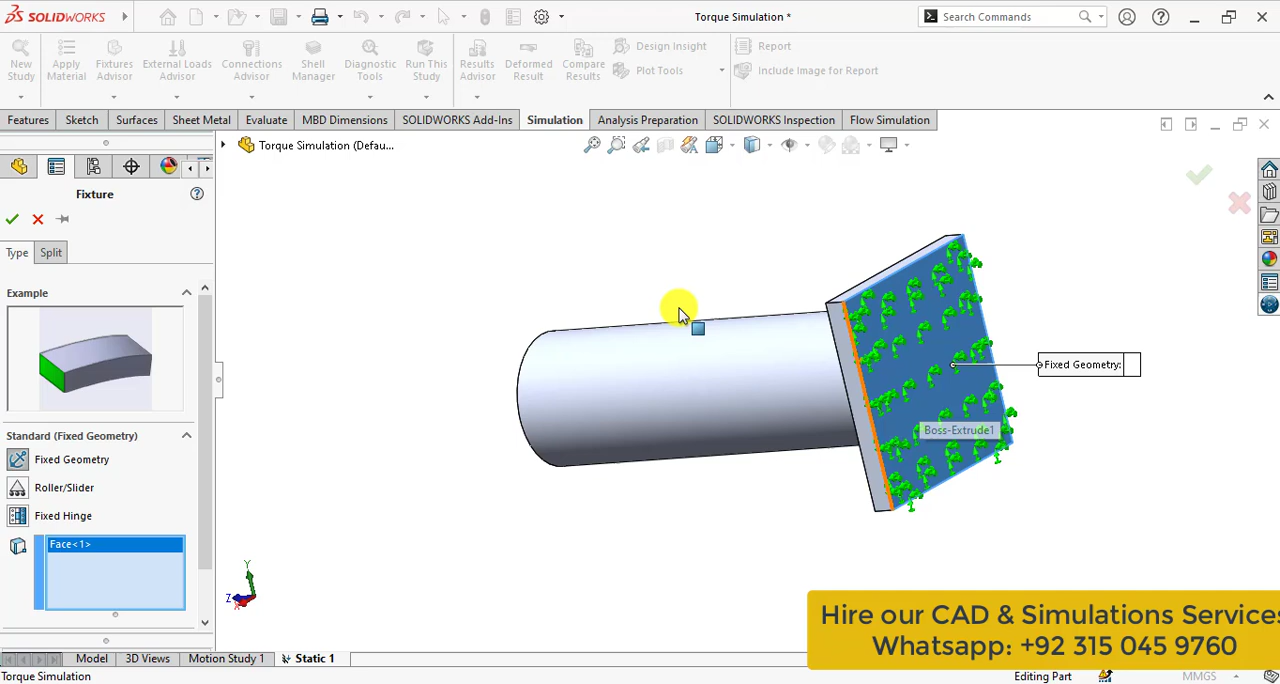 SOLIDWORKS
Torque Simulation *
Search Commands
New Study
Apply Material
Fixtures Advisor
External Loads Advisor
Connections Advisor
Shell Manager
Diagnostic Tools
Run This Study
Results Advisor
Deformed Result
Compare Results
Design Insight
Plot Tools
Report
Include Image for Report
Features
Sketch
Surfaces
Sheet Metal
Evaluate
MBD Dimensions
SOLIDWORKS Add-Ins
Simulation
Analysis Preparation
SOLIDWORKS Inspection
Flow Simulation
Torque Simulation (Defau...
Fixture
Type
Split
Example
Standard (Fixed Geometry)
Fixed Geometry
Roller/Slider
Fixed Hinge
Face<1>
Fixed Geometry:
Boss-Extrude1
Y
Z
X
Hire our CAD & Simulations Services
Whatsapp: +92 315 045 9760
Model
3D Views
Motion Study 1
Static 1
Torque Simulation
Editing Part
MMGS